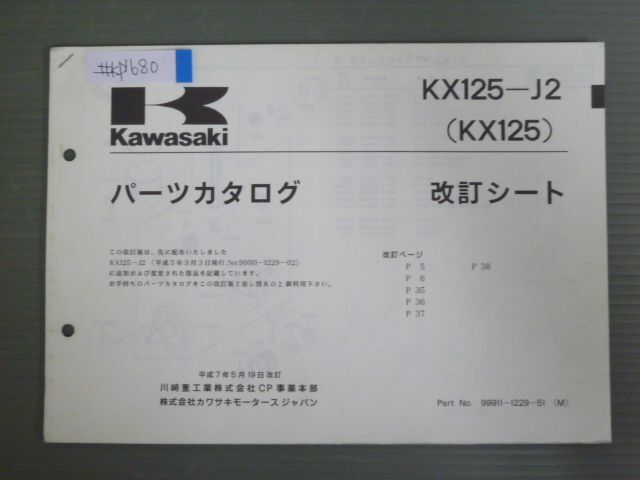 #kp1680
Kawasaki
KX125—J2
(KX125)
パーツカタログ
改訂シート
この改訂版は、先に配布いたしました
KX125—J2 (平成5年3月3日発行.No.99911—1229—02)
に追加および変更された部品を記載しています。
お手持ちのパーツカタログをこの改訂版と差し替えの上御利用下さい。
改訂ページ
P 5 P 38
P 6
P 35
P 36
P 37
平成7年5月19日改訂
川崎重工業株式会社CP事業本部
株式会社カワサキモータース ジャパン
Part No. 99911—1229—51 (M)